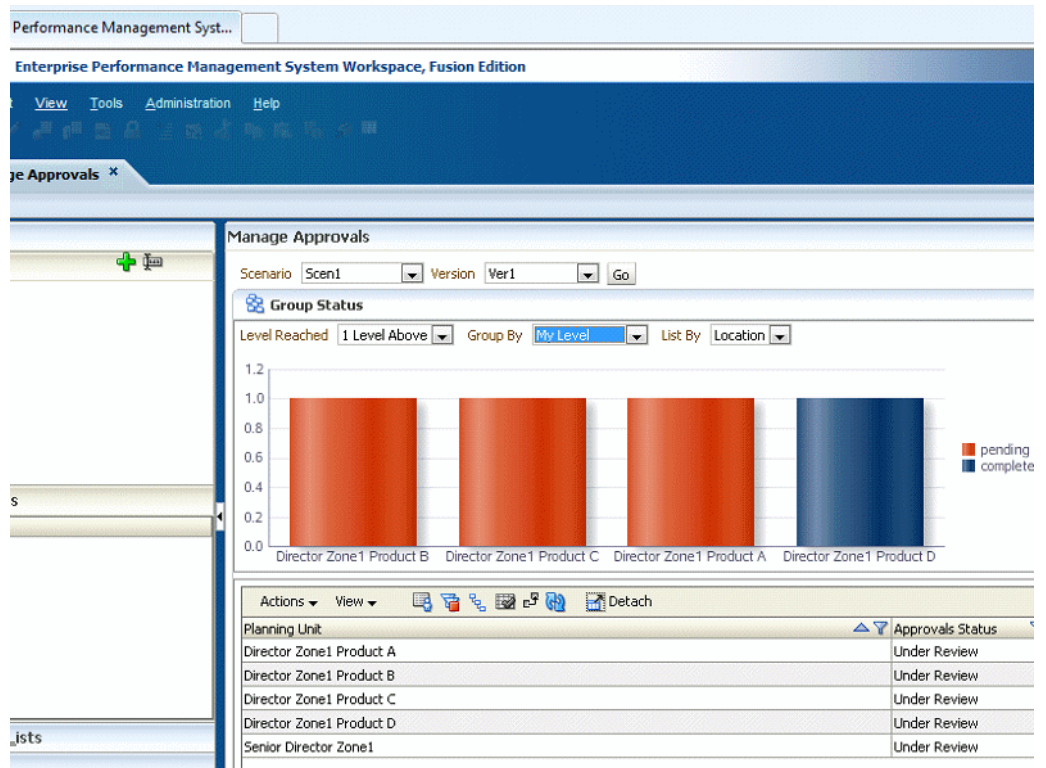 Performance Management Syst...
Enterprise Performance Management System Workspace, Fusion Edition
View Tools Administration Help
ge Approvals ×
Manage Approvals
Scenario Scen1 Version Ver1 Go
Group Status
Level Reached 1 Level Above Group By My Level List By Location
1.2
1.0
0.8
0.6
0.4
0.2
0.0
pending
complete
Director Zone1 Product B Director Zone1 Product C Director Zone1 Product A Director Zone1 Product D
s
Actions View Detach
Planning Unit Approvals Status
Director Zone1 Product A Under Review
Director Zone1 Product B Under Review
Director Zone1 Product C Under Review
Director Zone1 Product D Under Review
Senior Director Zone1 Under Review
ists